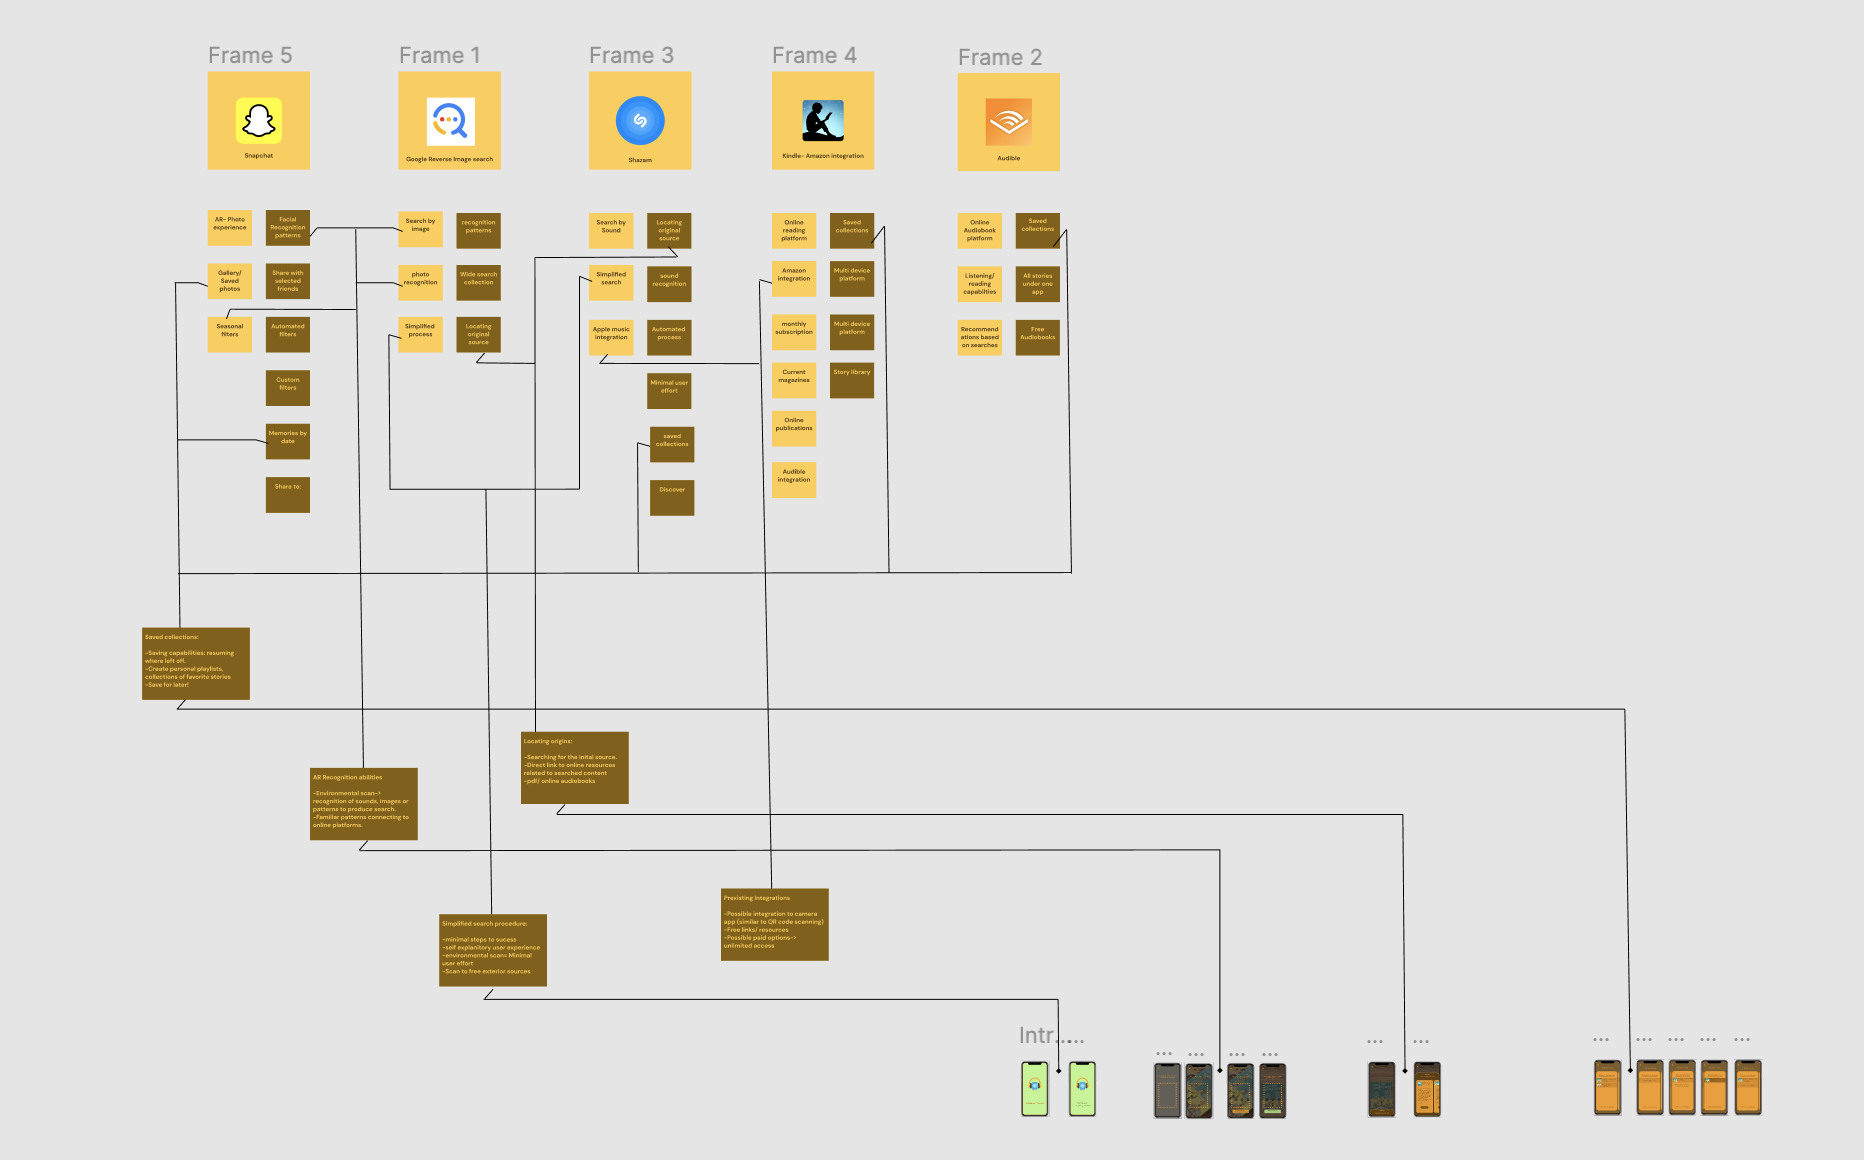 Frame 5
Frame 1
Frame 3
Frame 4
Frame 2
Snapchat
Google Reverse Image search
Shazam
Kindle- Amazon integration
Audible
AR- Photo
experience
Facial
Recognition
patterns
Gallery/
Saved
photos
Share with
selected
friends
Seasonal
filters
Automated
filters
Custom
filters
Memories by
date
Share to:
Search by
image
recognition
patterns
photo
recognition
Wide search
collection
Simplified
process
Locating
original
source
Search by
Sound
Locating
original
source
Simplified
search
sound
recognition
Apple music
integration
Automated
process
Minimal user
effort
saved
collections
Discover
Online
reading
platform
Saved
collections
Amazon
integration
Multi device
platform
monthly
subscription
Multi device
platform
Current
magazines
Story library
Online
publications
Audible
integration
Online
Audiobook
platform
Saved
collections
Listening/
reading
capabilties
All stories
under one
app
Recommend
ations based
on searches
Free
Audiobooks
Saved collections:
-Saving capabilities: resuming
where left off.
-Create personal playlists,
collections of favorite stories
-Save for later!
Locating origins:
-Searching for the inital source.
-Direct link to online resources
related to searched content
-pdf/ online audiobooks
AR Recognition abilities
-Environmental scan->
recognition of sounds, images or
patterns to produce search.
-Familiar patterns connecting to
online platforms.
Prexisting integrations
-Possible integration to camera
app (similar to QR code scanning)
-Free links/ resources
-Possible paid options->
unlimited access
Simplified search procedure:
-minimal steps to sucess
-self explanitory user experience
-environmental scan= Minimal
user effort
-Scan to free exterior sources
Intr...
...
...
...
...
...
...
...
...
...
...
...
...